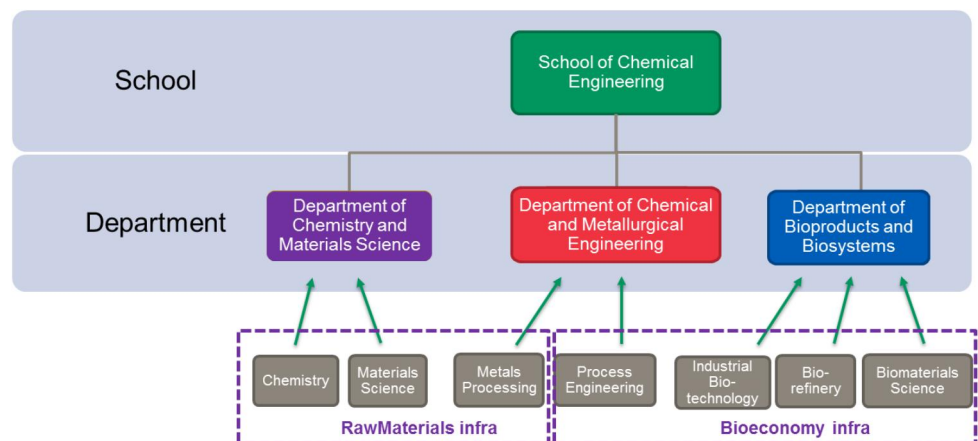 School
School of Chemical
Engineering
Department
Department of
Chemistry and
Materials Science
Department of Chemical
and Metallurgical
Engineering
Department of
Bioproducts and
Biosystems
Chemistry
Materials
Science
Metals
Processing
Process
Engineering
Industrial
Bio-
technology
Bio-
refinery
Biomaterials
Science
RawMaterials infra
Bioeconomy infra